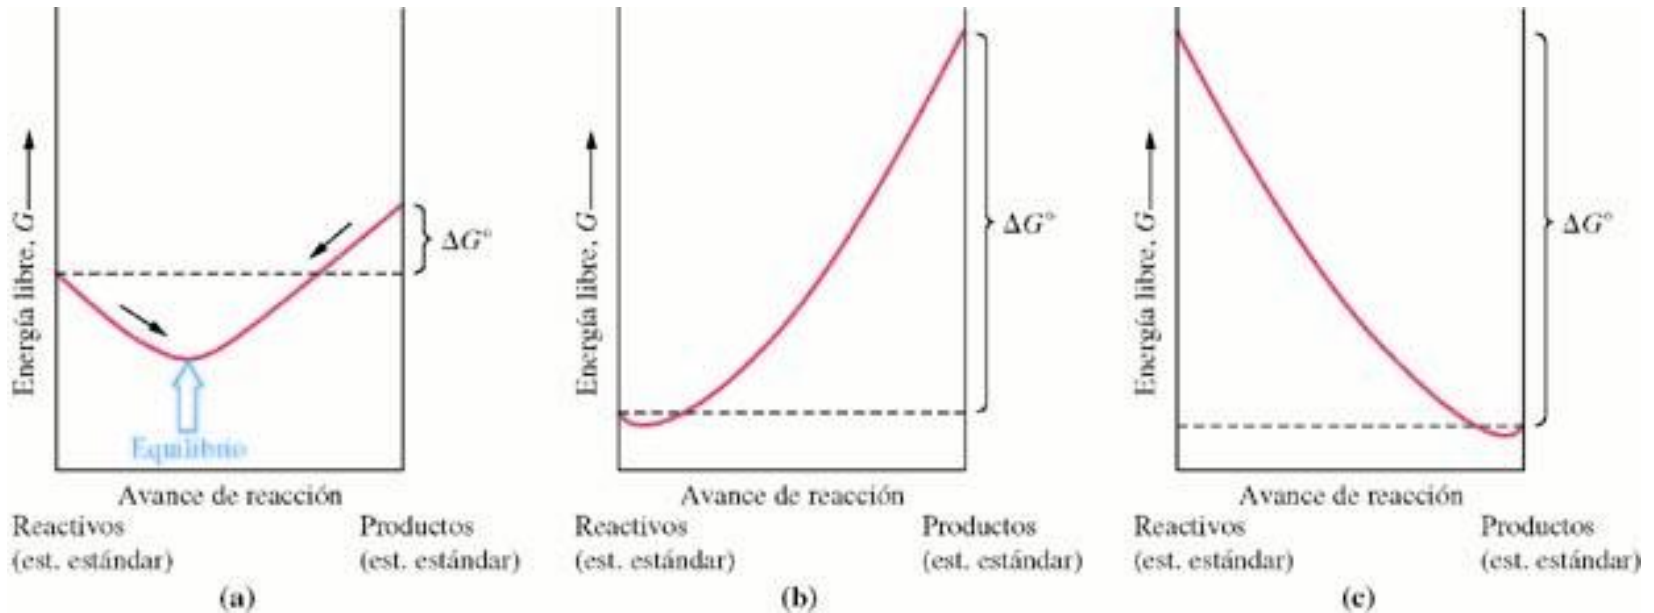 Energía libre, G
ΔG°
Equilibrio
Avance de reacción
Reactivos
(est. estándar)
Productos
(est. estándar)
(a)
Energía libre, G
ΔG°
Avance de reacción
Reactivos
(est. estándar)
Productos
(est. estándar)
(b)
Energía libre, G
ΔG°
Avance de reacción
Reactivos
(est. estándar)
Productos
(est. estándar)
(c)